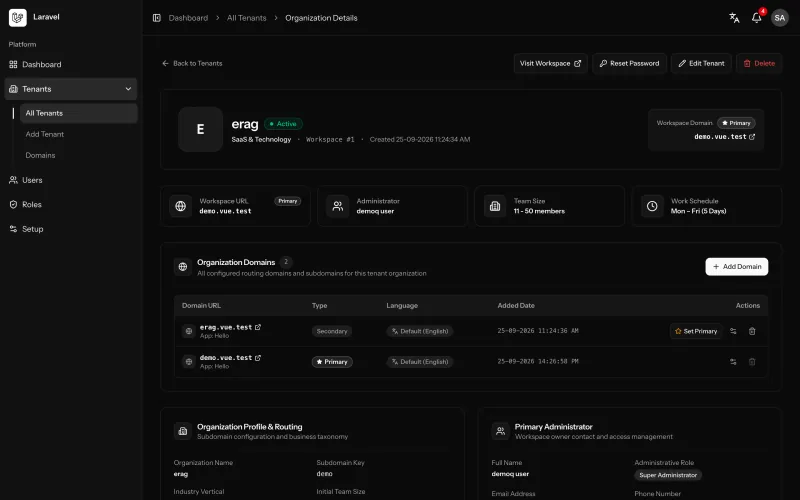 Laravel
Dashboard > All Tenants > Organization Details
4
SA
Platform
Dashboard
Tenants
All Tenants
Add Tenant
Domains
Users
Roles
Setup
← Back to Tenants
Visit Workspace
Reset Password
Edit Tenant
Delete
E
erag
Active
SaaS & Technology • Workspace #1 • Created 25-09-2026 11:24:34 AM
Workspace Domain
Primary
demo.vue.test
Workspace URL
Primary
demo.vue.test
Administrator
demoq user
Team Size
11 - 50 members
Work Schedule
Mon – Fri (5 Days)
Organization Domains 2
All configured routing domains and subdomains for this tenant organization
+ Add Domain
Domain URL Type Language Added Date Actions
erag.vue.test
App: Hello
Secondary
Default (English)
25-09-2026 11:24:36 AM
Set Primary
demo.vue.test
App: Hello
Primary
Default (English)
25-09-2026 14:26:58 PM
Organization Profile & Routing
Subdomain configuration and business taxonomy
Organization Name
erag
Subdomain Key
demo
Industry Vertical
Initial Team Size
Primary Administrator
Workspace owner contact and access management
Full Name
demoq user
Administrative Role
Super Administrator
Email Address
Phone Number